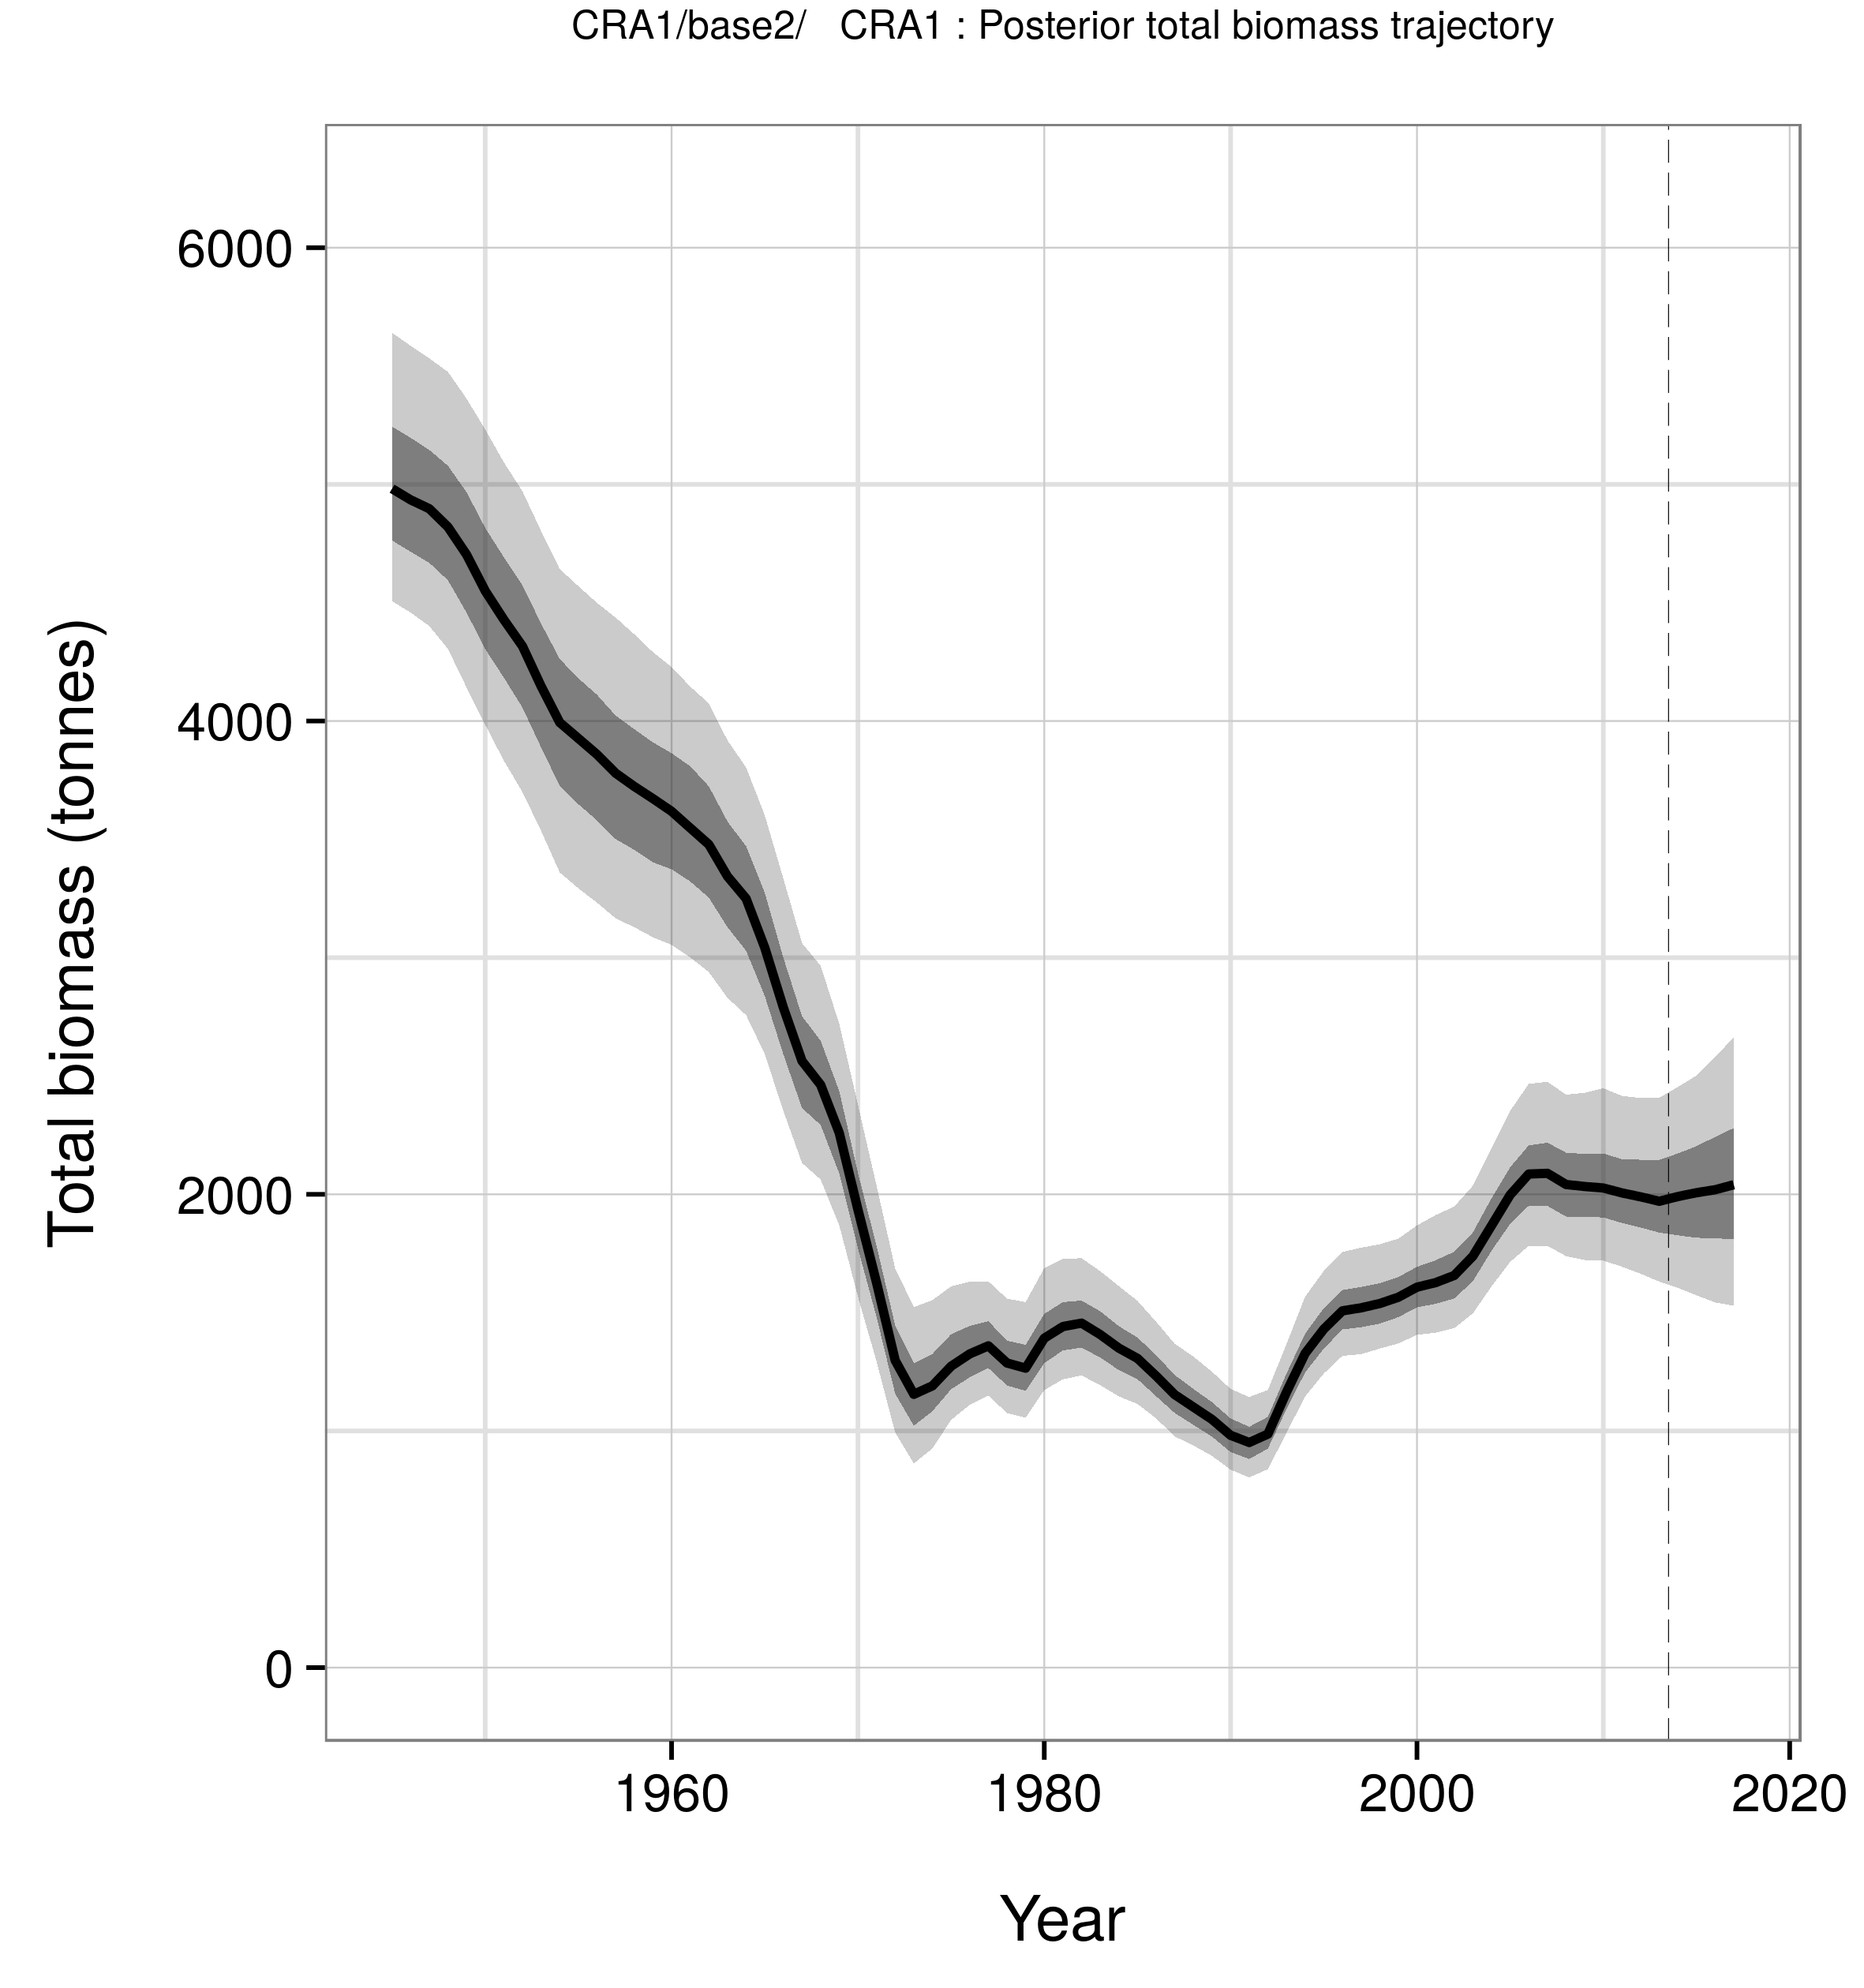 CRA1/base2/   CRA1 : Posterior total biomass trajectory
Total biomass (tonnes)
6000
4000
2000
0
1960 1980 2000 2020
Year